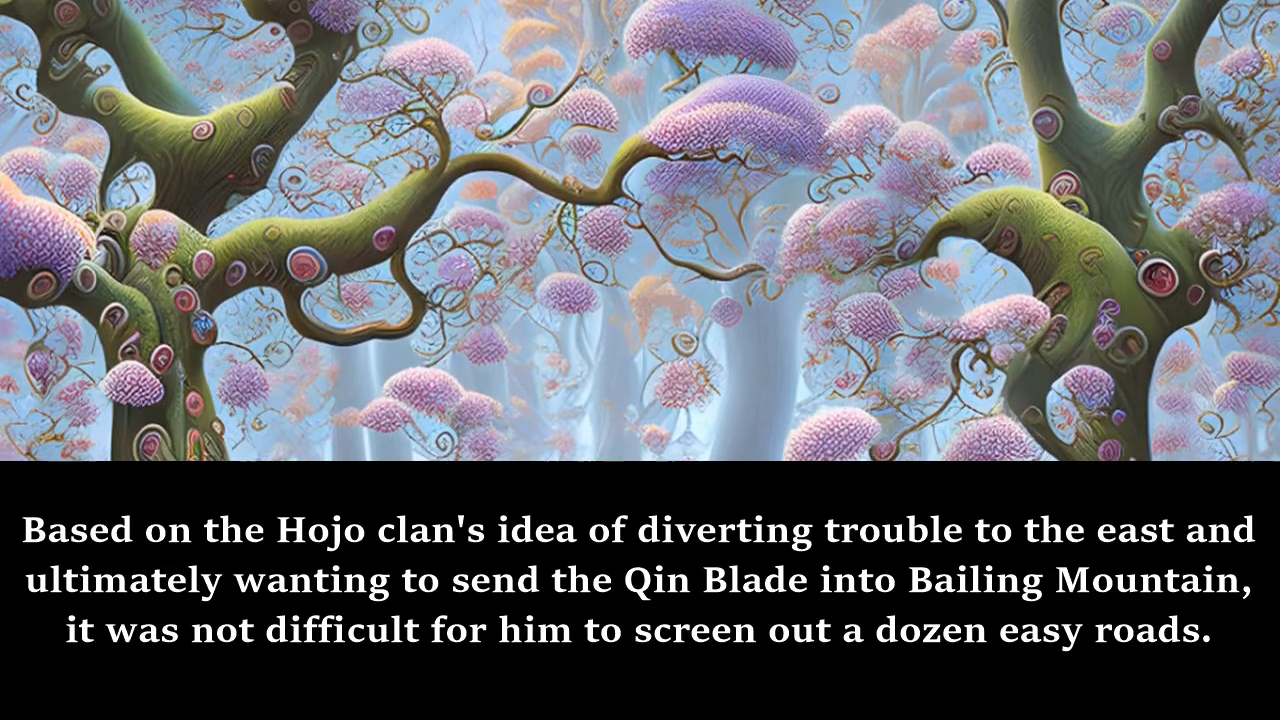 Based on the Hojo clan's idea of diverting trouble to the east and
ultimately wanting to send the Qin Blade into Bailing Mountain,
it was not difficult for him to screen out a dozen easy roads.